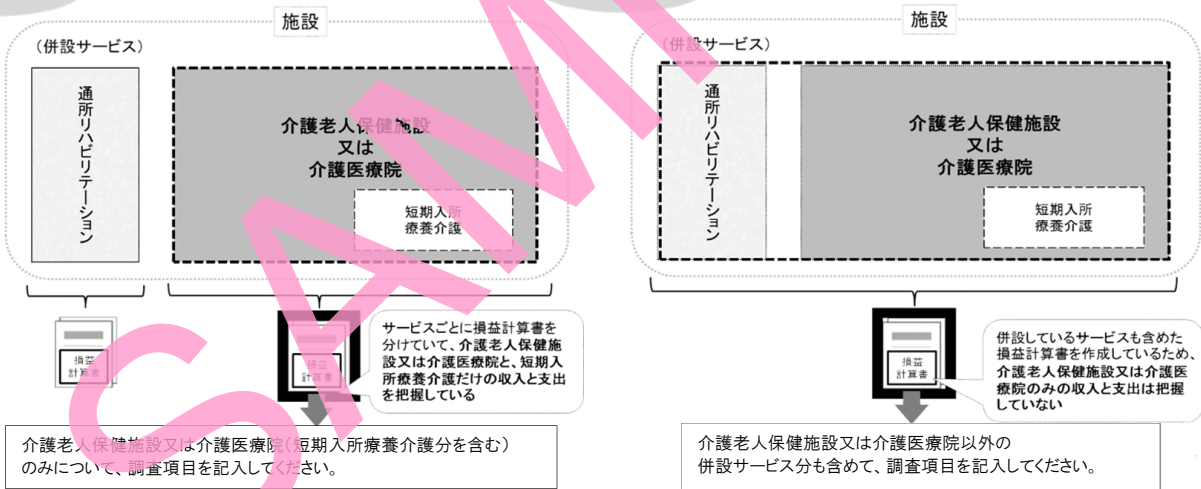 施設
（併設サービス）
通所リハビリテーション
介護老人保健施設
又は
介護医療院
短期入所
療養介護
損益
計算書
サービスごとに損益計算書を
分けていて、介護老人保健施
設又は介護医療院と、短期入
所療養介護だけの収入と支出
を把握している
介護老人保健施設又は介護医療院（短期入所療養介護分を含む）
のみについて、調査項目を記入してください。
施設
（併設サービス）
通所リハビリテーション
介護老人保健施設
又は
介護医療院
短期入所
療養介護
損益
計算書
併設しているサービスも含めた
損益計算書を作成しているため、
介護老人保健施設又は介護医
療院のみの収入と支出は把握
していない
介護老人保健施設又は介護医療院以外の
併設サービス分も含めて、調査項目を記入してください。
損益
計算書
SAM